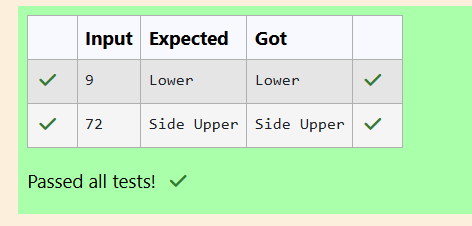 Input Expected Got
9 Lower Lower
72 Side Upper Side Upper
Passed all tests!